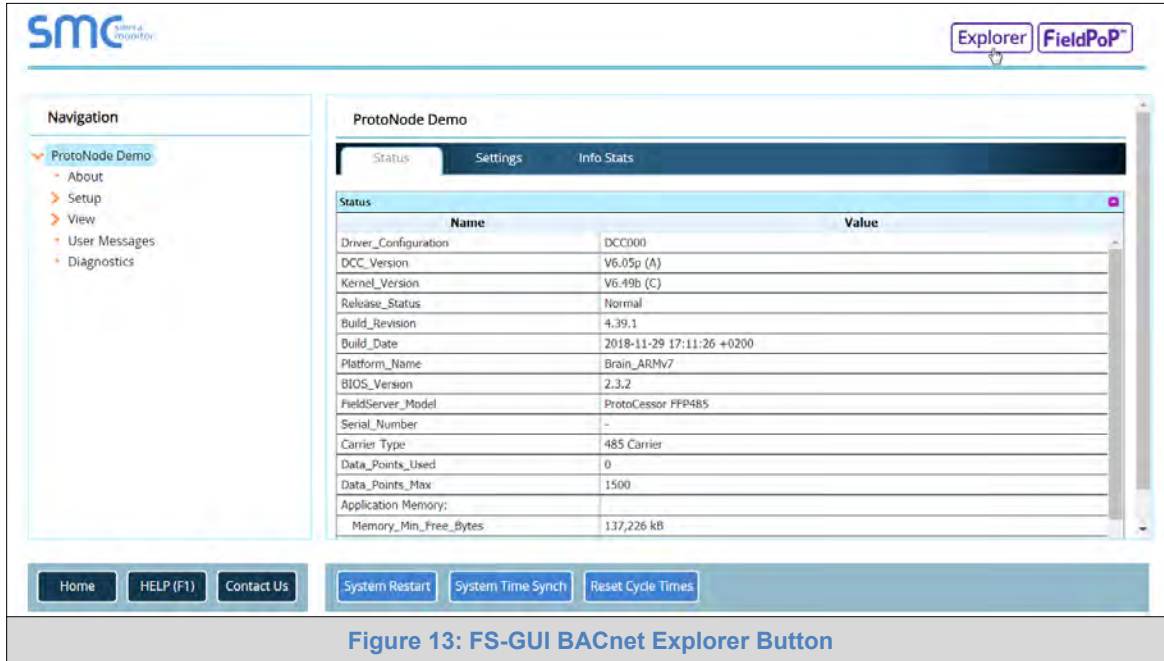 SMC sierra monitor
Explorer FieldPoP™
Navigation
ProtoNode Demo
About
Setup
View
User Messages
Diagnostics
ProtoNode Demo
Status Settings Info Stats
Status
Name Value
Driver_Configuration DCC000
DCC_Version V6.05p (A)
Kernel_Version V6.49b (C)
Release_Status Normal
Build_Revision 4.39.1
Build_Date 2018-11-29 17:11:26 +0200
Platform_Name Brain_ARMv7
BIOS_Version 2.3.2
FieldServer_Model ProtoCessor FFP485
Serial_Number -
Carrier Type 485 Carrier
Data_Points_Used 0
Data_Points_Max 1500
Application Memory:
Memory_Min_Free_Bytes 137,226 kB
Home HELP (F1) Contact Us System Restart System Time Synch Reset Cycle Times
Figure 13: FS-GUI BACnet Explorer Button